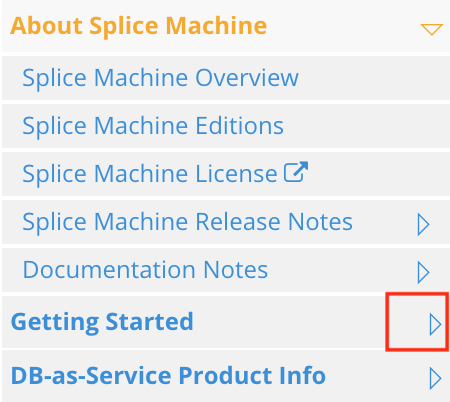 About Splice Machine
Splice Machine Overview
Splice Machine Editions
Splice Machine License
Splice Machine Release Notes
Documentation Notes
Getting Started
DB-as-Service Product Info